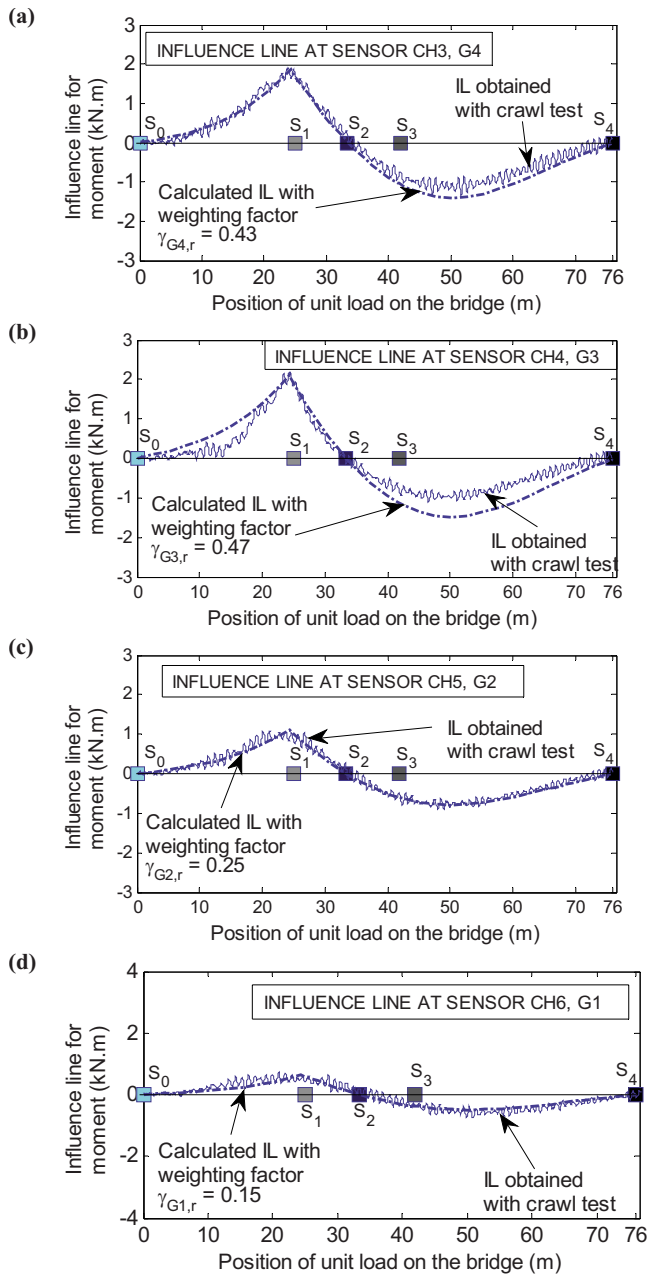 (a)
INFLUENCE LINE AT SENSOR CH3, G4
Influence line for
moment (kN.m)
3
2
1
0
-1
-2
-3
S0
S1
S2
S3
S4
IL obtained
with crawl test
Calculated IL with
weighting factor
γG4,r = 0.43
0 10 20 30 40 50 60 70 76
Position of unit load on the bridge (m)
(b)
INFLUENCE LINE AT SENSOR CH4, G3
Influence line for
moment (kN.m)
3
2
1
0
-1
-2
-3
S0
S1
S2
S3
S4
Calculated IL with
weighting factor
γG3,r = 0.47
IL obtained
with crawl test
0 10 20 30 40 50 60 70 76
Position of unit load on the bridge (m)
(c)
INFLUENCE LINE AT SENSOR CH5, G2
Influence line for
moment (kN.m)
3
2
1
0
-1
-2
-3
S0
S1
S2
S3
S4
IL obtained
with crawl test
Calculated IL with
weighting factor
γG2,r = 0.25
0 10 20 30 40 50 60 70 76
Position of unit load on the bridge (m)
(d)
INFLUENCE LINE AT SENSOR CH6, G1
Influence line for
moment (kN.m)
4
2
0
-2
-4
S0
S1
S2
S3
S4
Calculated IL with
weighting factor
γG1,r = 0.15
IL obtained
with crawl test
0 10 20 30 40 50 60 70 76
Position of unit load on the bridge (m)